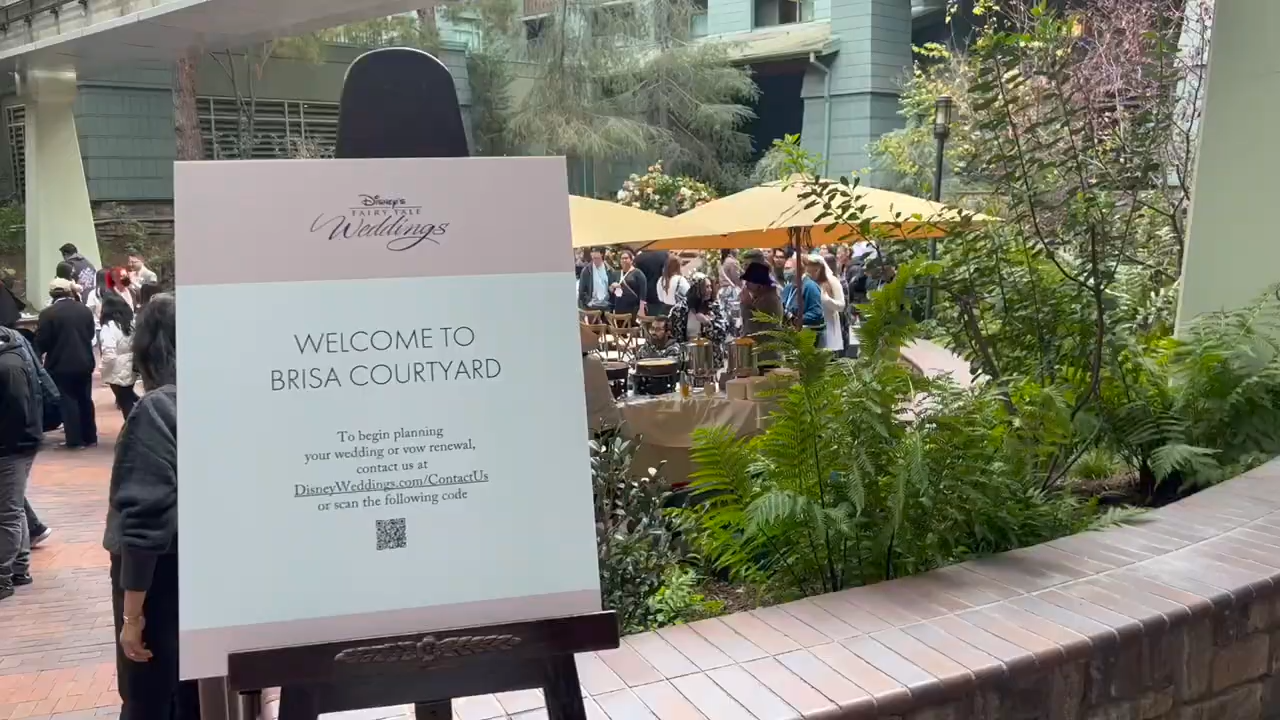 Disney's
FAIRY TALE
Weddings
WELCOME TO
BRISA COURTYARD
To begin planning
your wedding or vow renewal,
contact us at
DisneyWeddings.com/ContactUs
or scan the following code